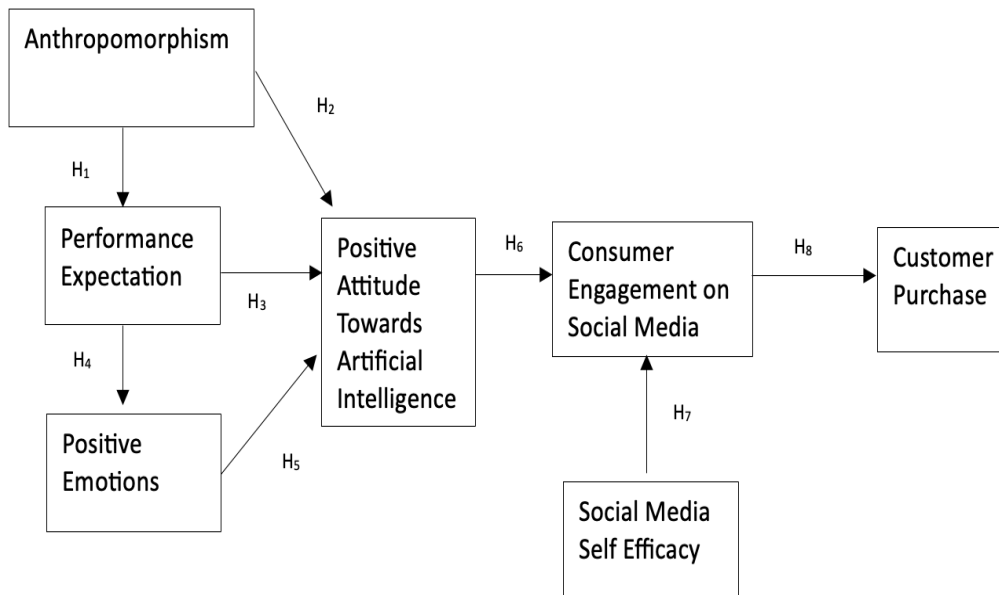 Anthropomorphism
H₂
H₁
Performance
Expectation
H₃
H₄
Positive
Emotions
H₅
Positive
Attitude
Towards
Artificial
Intelligence
H₆
Consumer
Engagement on
Social Media
H₇
Social Media
Self Efficacy
H₈
Customer
Purchase